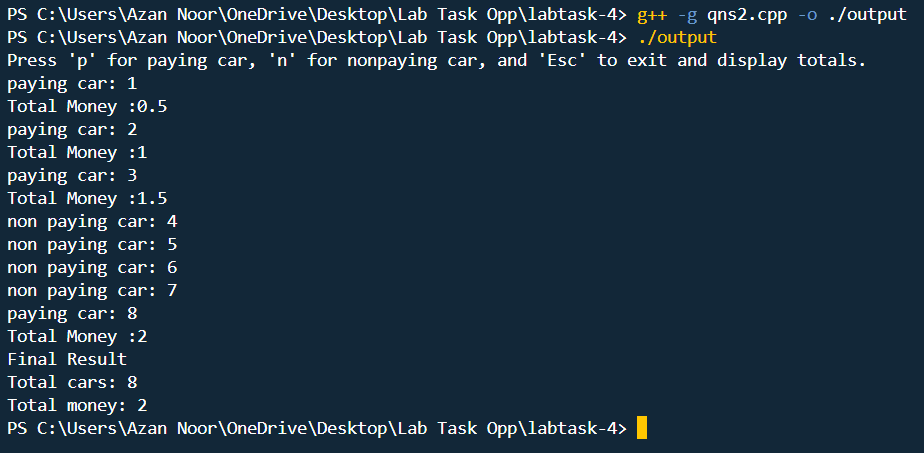 PS C:\Users\Azan Noor\OneDrive\Desktop\Lab Task Opp\labtask-4> g++ -g qns2.cpp -o ./output
PS C:\Users\Azan Noor\OneDrive\Desktop\Lab Task Opp\labtask-4> ./output
Press 'p' for paying car, 'n' for nonpaying car, and 'Esc' to exit and display totals.
paying car: 1
Total Money :0.5
paying car: 2
Total Money :1
paying car: 3
Total Money :1.5
non paying car: 4
non paying car: 5
non paying car: 6
non paying car: 7
paying car: 8
Total Money :2
Final Result
Total cars: 8
Total money: 2
PS C:\Users\Azan Noor\OneDrive\Desktop\Lab Task Opp\labtask-4>